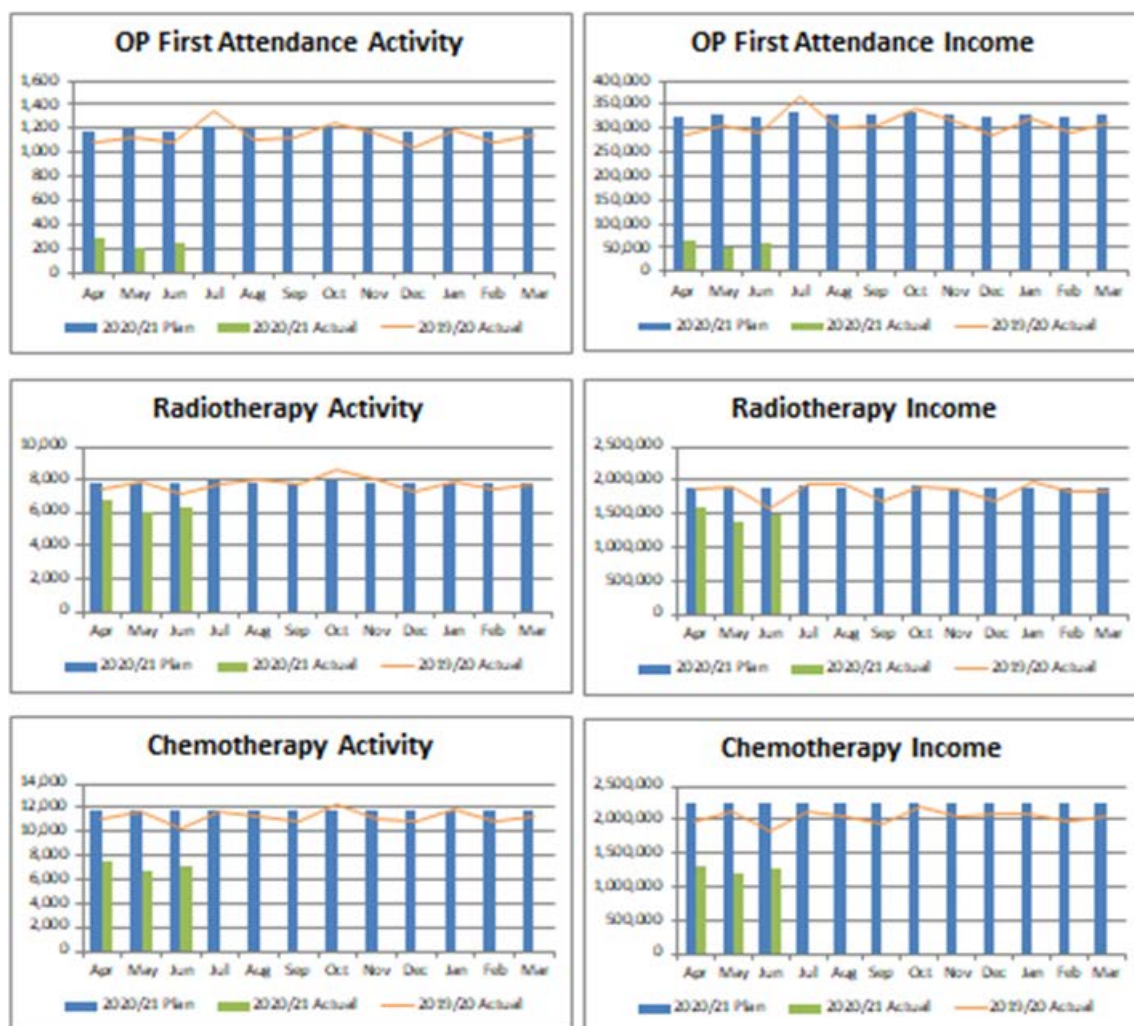 OP First Attendance Activity
1,600
1,400
1,200
1,000
800
600
400
200
0
Apr May Jun Jul Aug Sep Oct Nov Dec Jan Feb Mar
2020/21 Plan 2020/21 Actual 2019/20 Actual
OP First Attendance Income
400,000
350,000
300,000
250,000
200,000
150,000
100,000
50,000
0
Apr May Jun Jul Aug Sep Oct Nov Dec Jan Feb Mar
2020/21 Plan 2020/21 Actual 2019/20 Actual
Radiotherapy Activity
10,000
8,000
6,000
4,000
2,000
0
Apr May Jun Jul Aug Sep Oct Nov Dec Jan Feb Mar
2020/21 Plan 2020/21 Actual 2019/20 Actual
Radiotherapy Income
2,500,000
2,000,000
1,500,000
1,000,000
500,000
0
Apr May Jun Jul Aug Sep Oct Nov Dec Jan Feb Mar
2020/21 Plan 2020/21 Actual 2019/20 Actual
Chemotherapy Activity
14,000
12,000
10,000
8,000
6,000
4,000
2,000
0
Apr May Jun Jul Aug Sep Oct Nov Dec Jan Feb Mar
2020/21 Plan 2020/21 Actual 2019/20 Actual
Chemotherapy Income
2,500,000
2,000,000
1,500,000
1,000,000
500,000
0
Apr May Jun Jul Aug Sep Oct Nov Dec Jan Feb Mar
2020/21 Plan 2020/21 Actual 2019/20 Actual